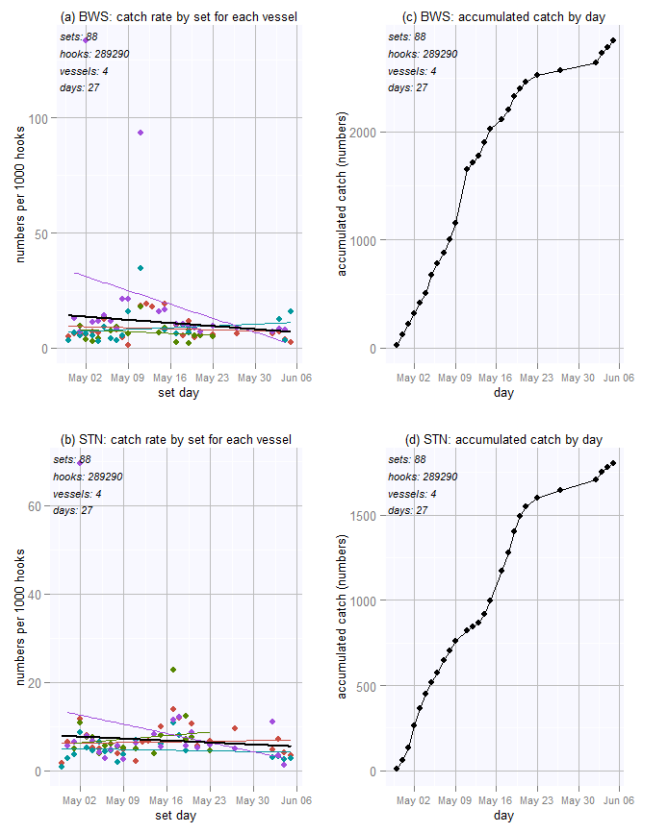 (a) BWS: catch rate by set for each vessel
sets: 88
hooks: 289290
vessels: 4
days: 27
100
50
0
numbers per 1000 hooks
May 02 May 09 May 16 May 23 May 30 Jun 06
set day
(c) BWS: accumulated catch by day
sets: 88
hooks: 289290
vessels: 4
days: 27
2000
1000
0
accumulated catch (numbers)
May 02 May 09 May 16 May 23 May 30 Jun 06
day
(b) STN: catch rate by set for each vessel
sets: 88
hooks: 289290
vessels: 4
days: 27
60
40
20
0
numbers per 1000 hooks
May 02 May 09 May 16 May 23 May 30 Jun 06
set day
(d) STN: accumulated catch by day
sets: 88
hooks: 289290
vessels: 4
days: 27
1500
1000
500
0
accumulated catch (numbers)
May 02 May 09 May 16 May 23 May 30 Jun 06
day